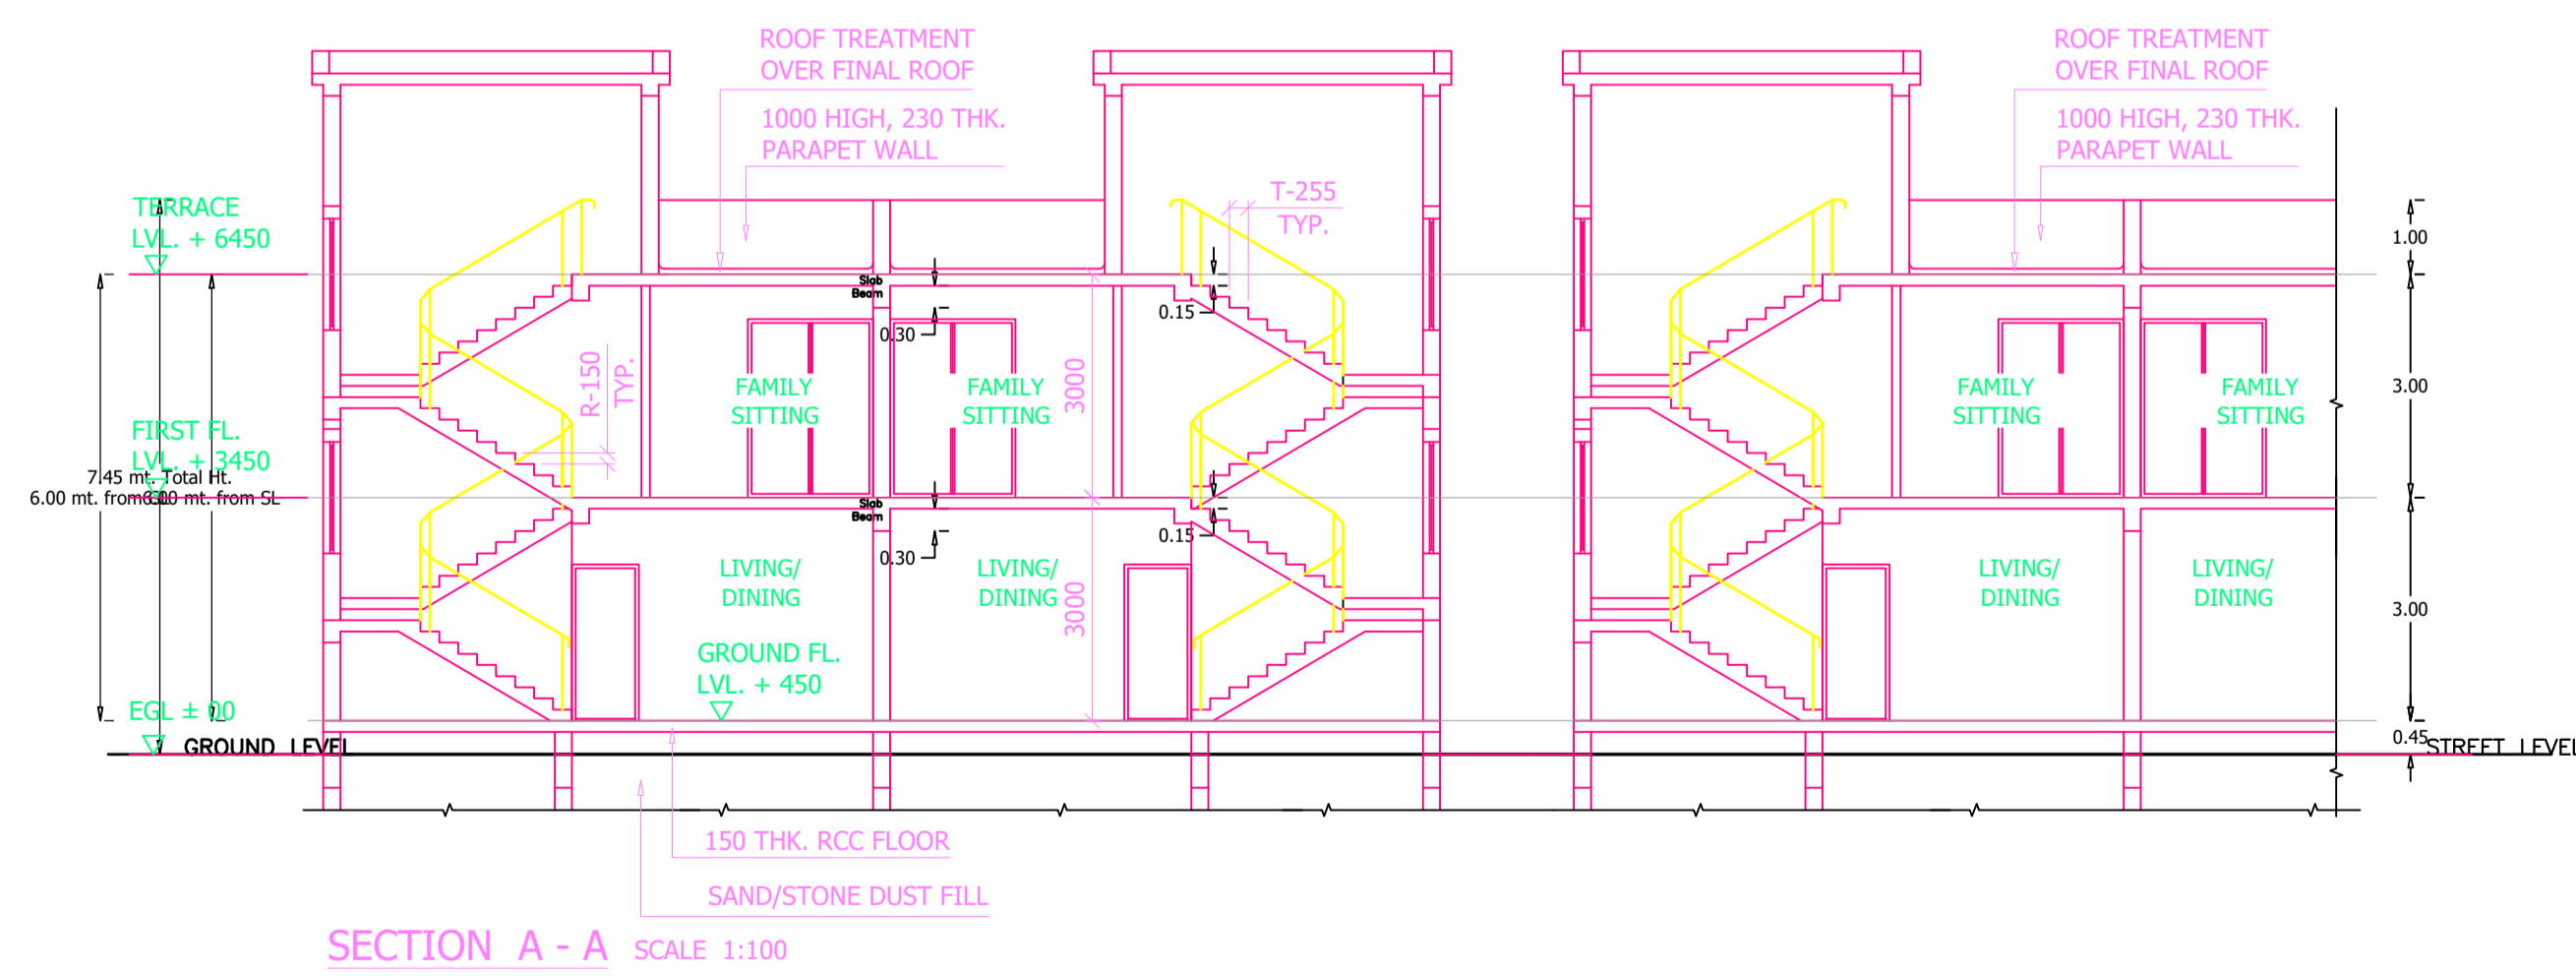 ROOF TREATMENT
OVER FINAL ROOF
1000 HIGH, 230 THK.
PARAPET WALL
ROOF TREATMENT
OVER FINAL ROOF
1000 HIGH, 230 THK.
PARAPET WALL
TERRACE
LVL. + 6450
T-255
TYP.
1.00
Slab
Beam
0.15
0.30
R-150
TYP.
3000
FAMILY
SITTING
FAMILY
SITTING
FAMILY
SITTING
FAMILY
SITTING
3.00
FIRST FL.
LVL. + 3450
7.45 mt. Total Ht.
6.00 mt. from
6.00 mt. from SL
Slab
Beam
0.15
0.30
LIVING/
DINING
LIVING/
DINING
3000
LIVING/
DINING
LIVING/
DINING
3.00
GROUND FL.
LVL. + 450
EGL ± 00
GROUND LEVEL
0.45
STREET LEVEL
150 THK. RCC FLOOR
SAND/STONE DUST FILL
SECTION A - A SCALE 1:100